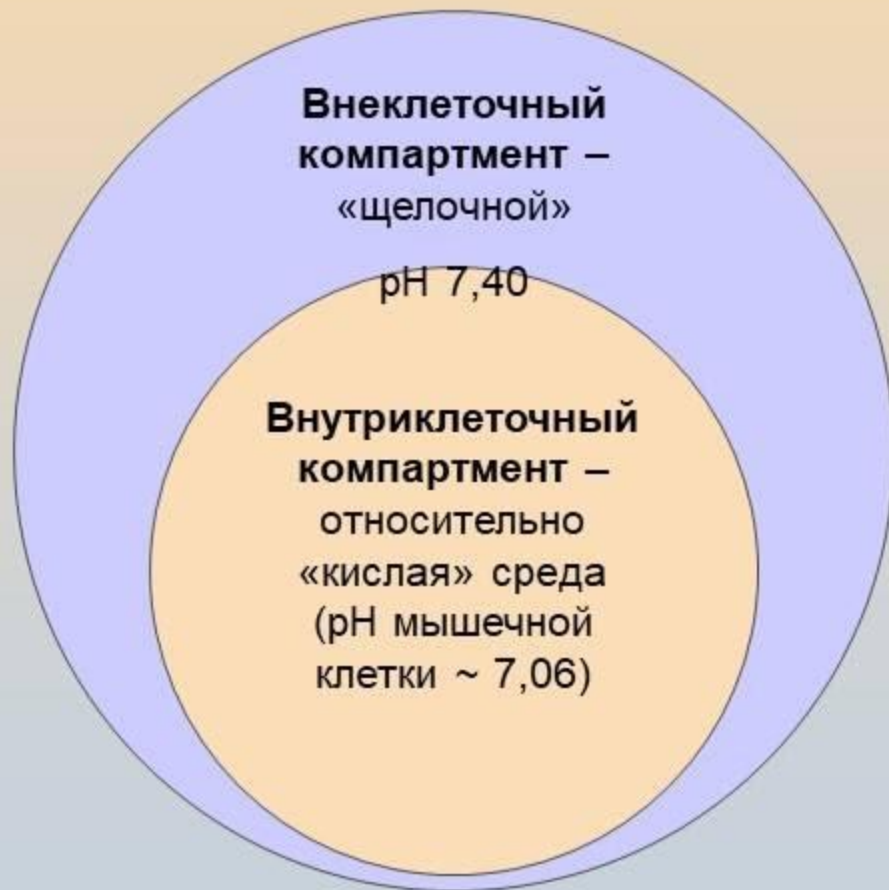 Внеклеточный
компартмент –
«щелочной»
pH 7,40
Внутриклеточный
компартмент –
относительно
«кислая» среда
(pH мышечной
клетки ~ 7,06)